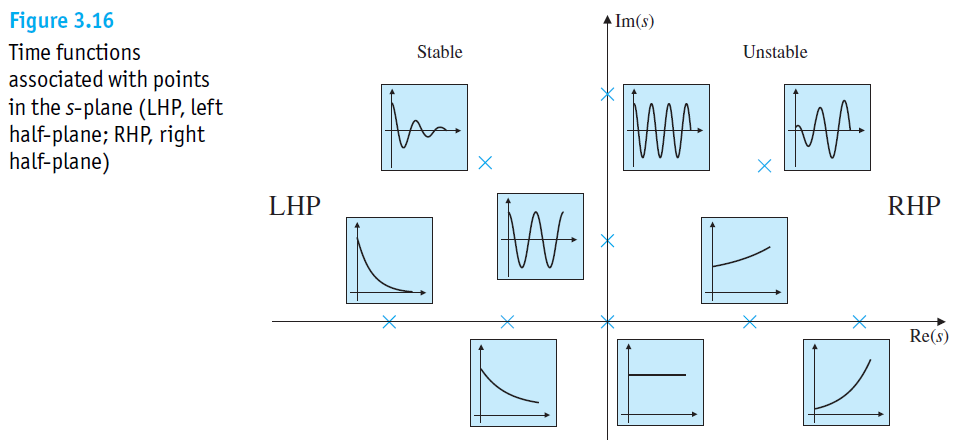 Figure 3.16
Time functions
associated with points
in the s-plane (LHP, left
half-plane; RHP, right
half-plane)
Im(s)
Stable
Unstable
LHP
RHP
Re(s)